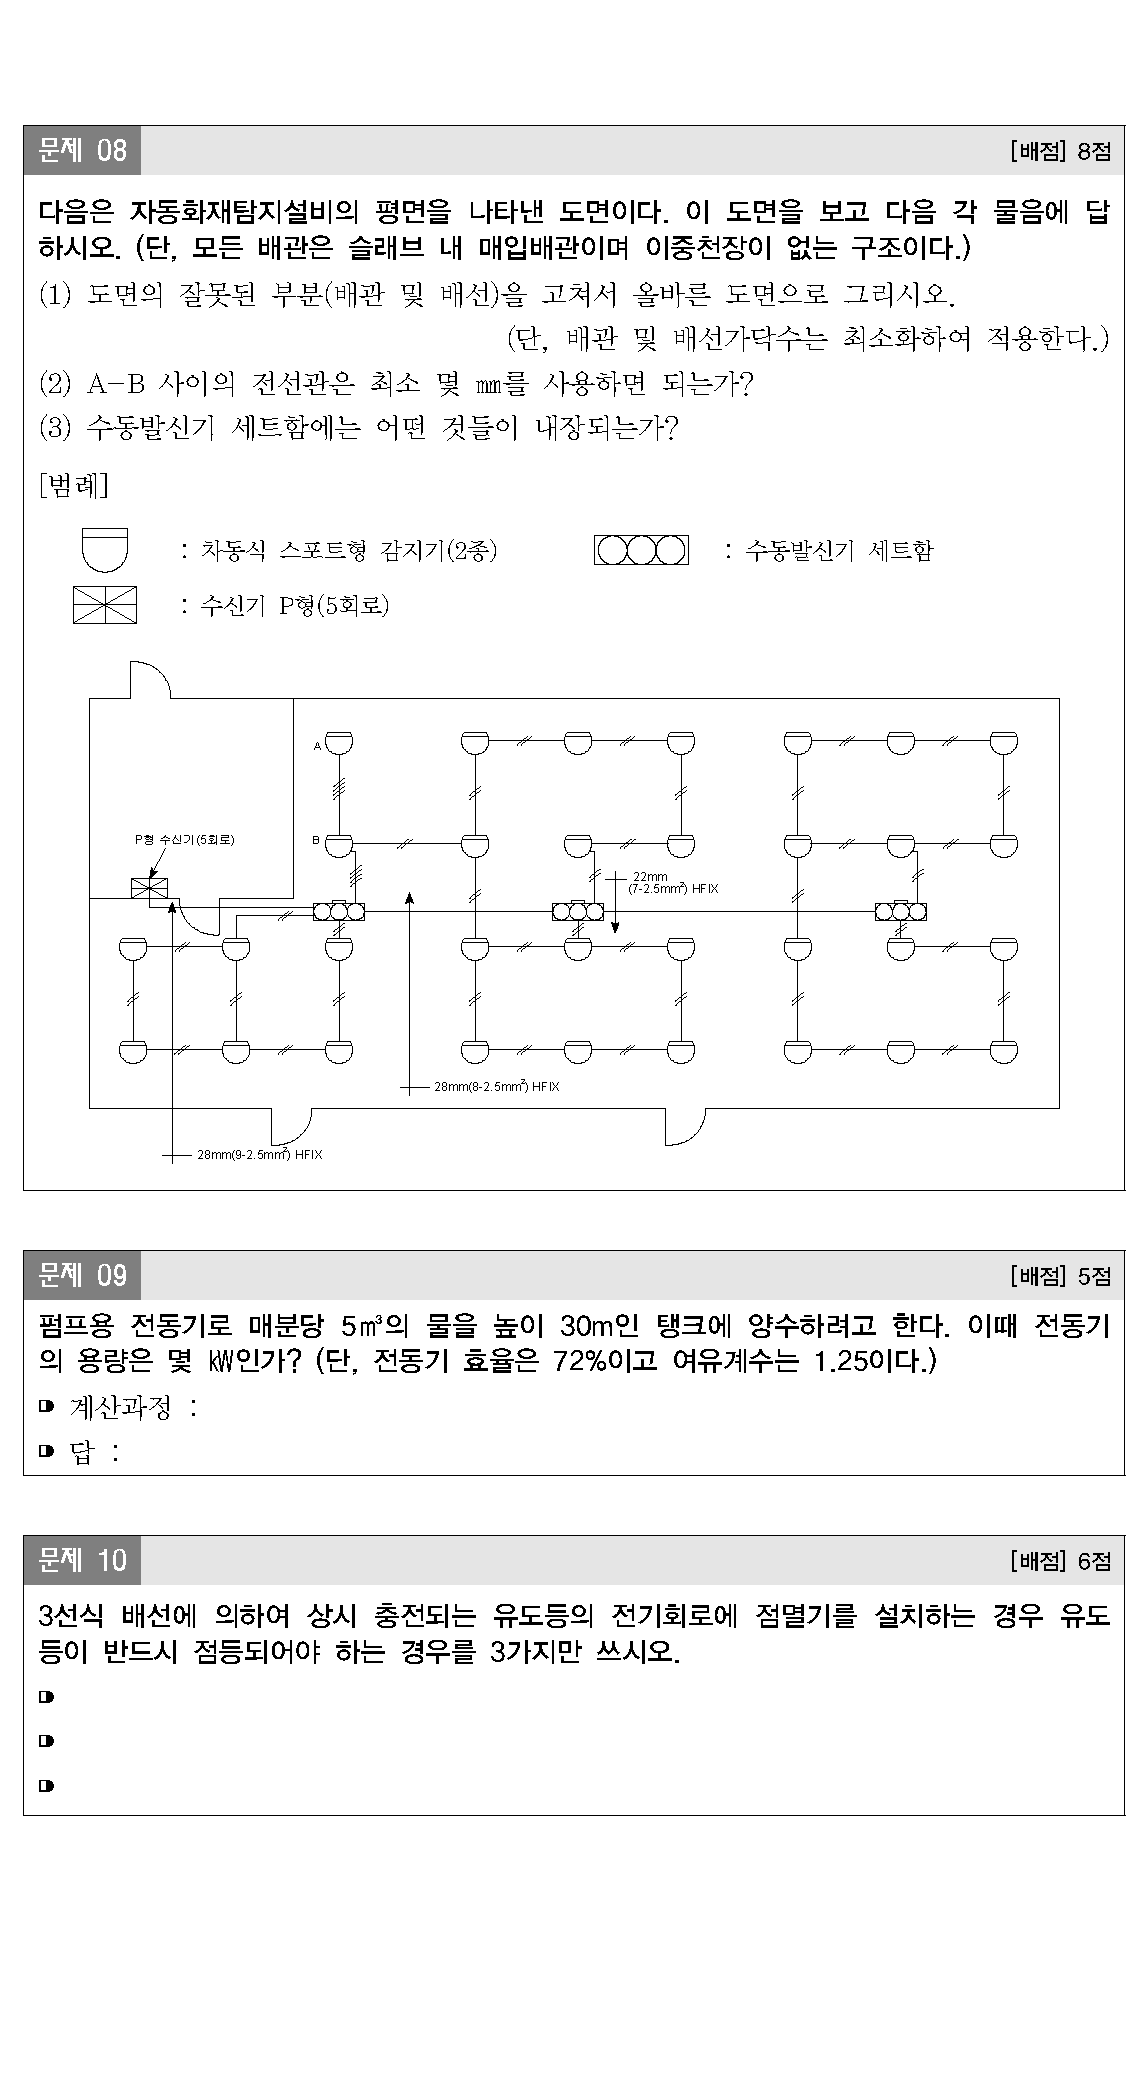 문제 08
[배점] 8점
다음은 자동화재탐지설비의 평면을 나타낸 도면이다. 이 도면을 보고 다음 각 물음에 답
하시오. (단, 모든 배관은 슬래브 내 매입배관이며 이중천장이 없는 구조이다.)
(1) 도면의 잘못된 부분(배관 및 배선)을 고쳐서 올바른 도면으로 그리시오.
(단, 배관 및 배선가닥수는 최소화하여 적용한다.)
(2) A-B 사이의 전선관은 최소 몇 ㎜를 사용하면 되는가?
(3) 수동발신기 세트함에는 어떤 것들이 내장되는가?
[범례]
: 차동식 스포트형 감지기(2종)
: 수동발신기 세트함
: 수신기 P형(5회로)
A
B
P형 수신기(5회로)
22mm
(7-2.5mm²) HFIX
28mm(8-2.5mm²) HFIX
28mm(9-2.5mm²) HFIX
문제 09
[배점] 5점
펌프용 전동기로 매분당 5㎥의 물을 높이 30m인 탱크에 양수하려고 한다. 이때 전동기
의 용량은 몇 ㎾인가? (단, 전동기 효율은 72%이고 여유계수는 1.25이다.)
계산과정 :
답 :
문제 10
[배점] 6점
3선식 배선에 의하여 상시 충전되는 유도등의 전기회로에 점멸기를 설치하는 경우 유도
등이 반드시 점등되어야 하는 경우를 3가지만 쓰시오.